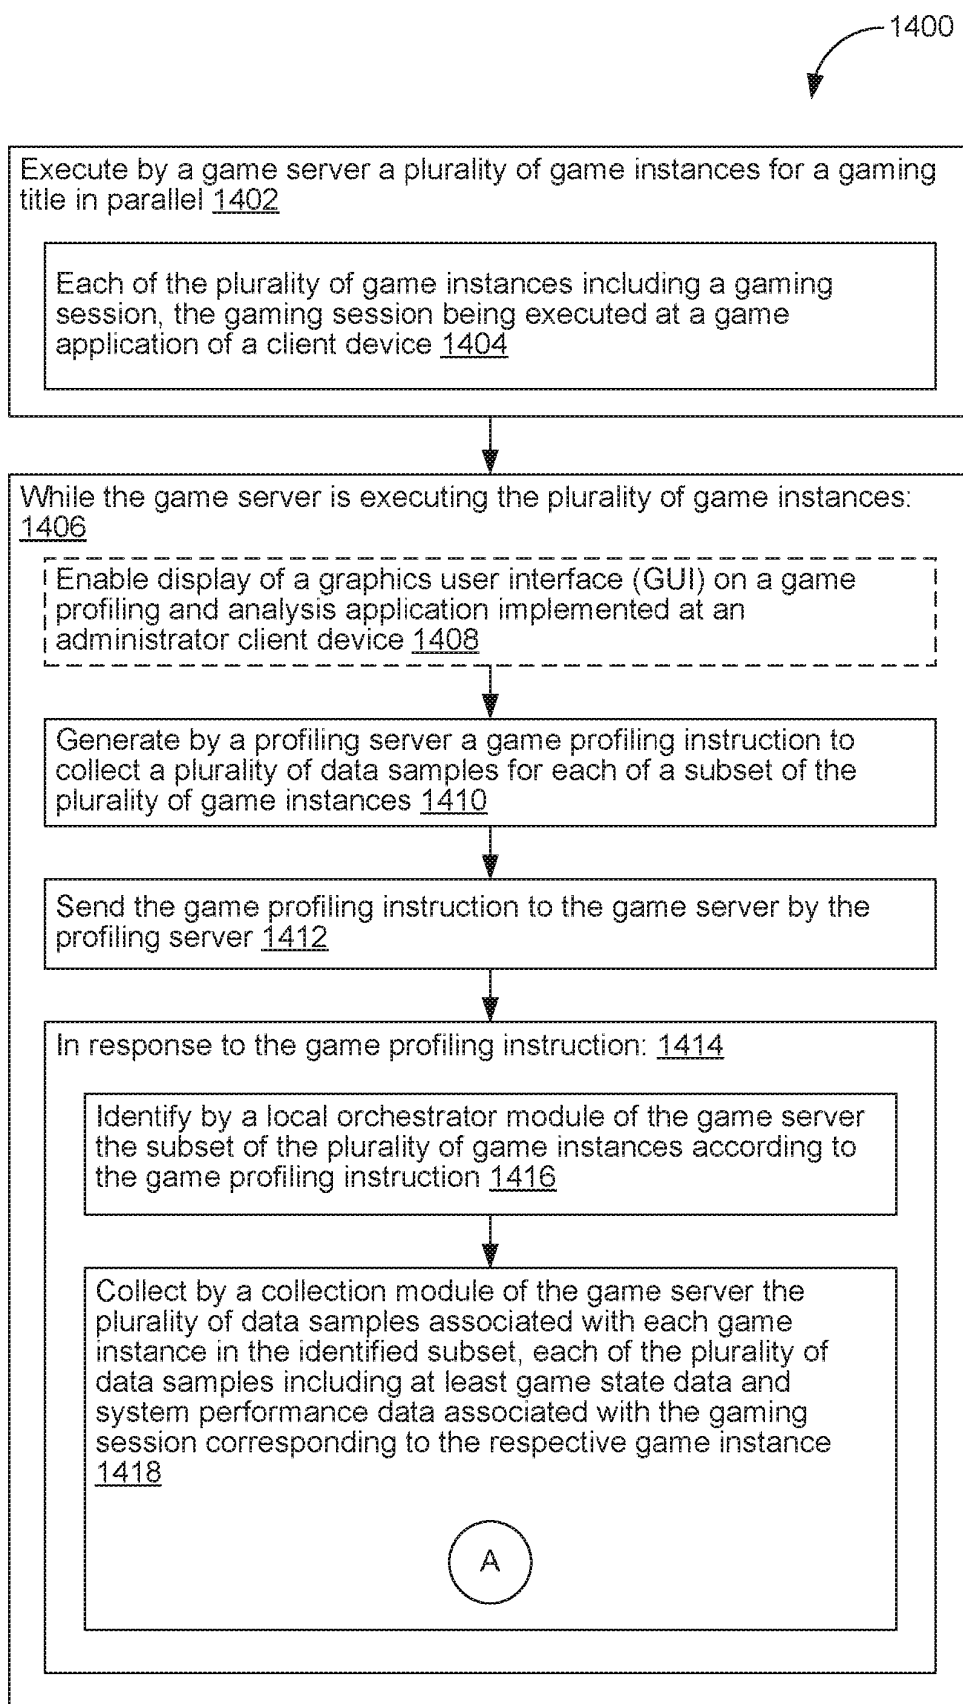 1400
Execute by a game server a plurality of game instances for a gaming
title in parallel 1402
Each of the plurality of game instances including a gaming
session, the gaming session being executed at a game
application of a client device 1404
While the game server is executing the plurality of game instances:
1406
Enable display of a graphics user interface (GUI) on a game
profiling and analysis application implemented at an
administrator client device 1408
Generate by a profiling server a game profiling instruction to
collect a plurality of data samples for each of a subset of the
plurality of game instances 1410
Send the game profiling instruction to the game server by the
profiling server 1412
In response to the game profiling instruction: 1414
Identify by a local orchestrator module of the game server
the subset of the plurality of game instances according to
the game profiling instruction 1416
Collect by a collection module of the game server the
plurality of data samples associated with each game
instance in the identified subset, each of the plurality of
data samples including at least game state data and
system performance data associated with the gaming
session corresponding to the respective game instance
1418
A